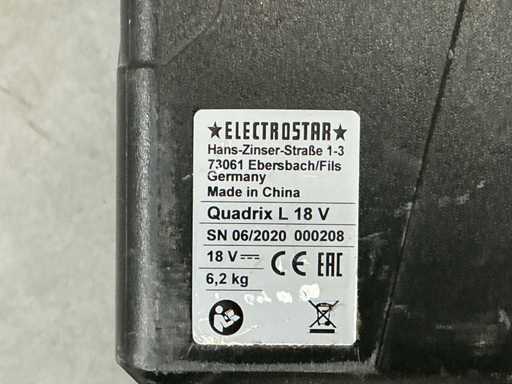 ★ELECTROSTAR★
Hans-Zinser-Straße 1-3
73061 Ebersbach/Fils
Germany
Made in China
Quadrix L 18 V
SN 06/2020 000208
18 V ⎓ CE EAC
6,2 kg